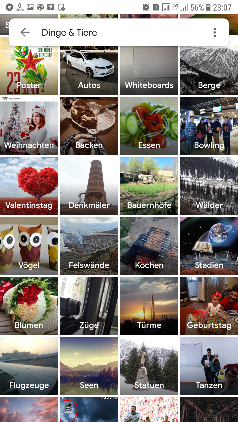 56% 23:07
Dinge & Tiere
Poster
Autos
Whiteboards
Berge
Weihnachten
Backen
Essen
Bowling
Valentinstag
Denkmäler
Bauernhöfe
Wälder
Vögel
Felswände
Kochen
Stadien
Blumen
Züge
Türme
Geburtstag
Flugzeuge
Seen
Statuen
Tanzen